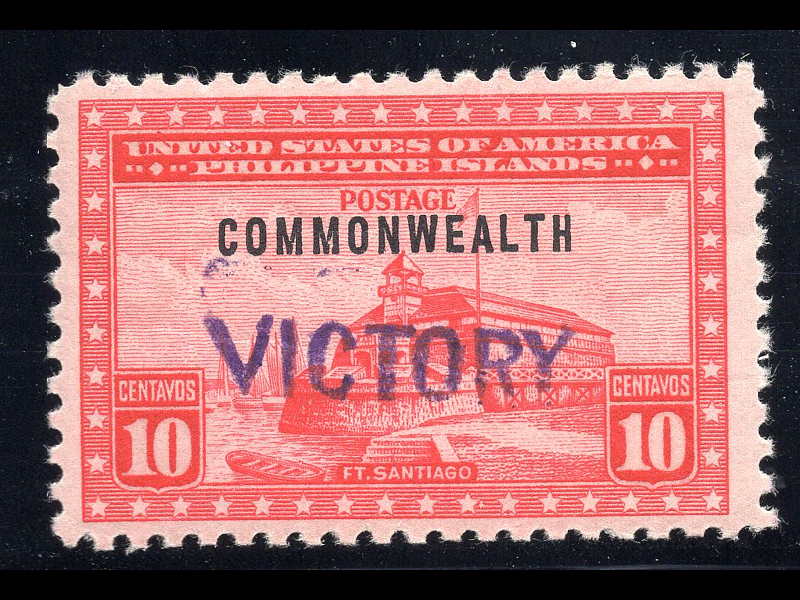 UNITED STATES OF AMERICA
PHILIPPINE ISLANDS
POSTAGE
COMMONWEALTH
VICTORY
CENTAVOS CENTAVOS
10 10
FT. SANTIAGO